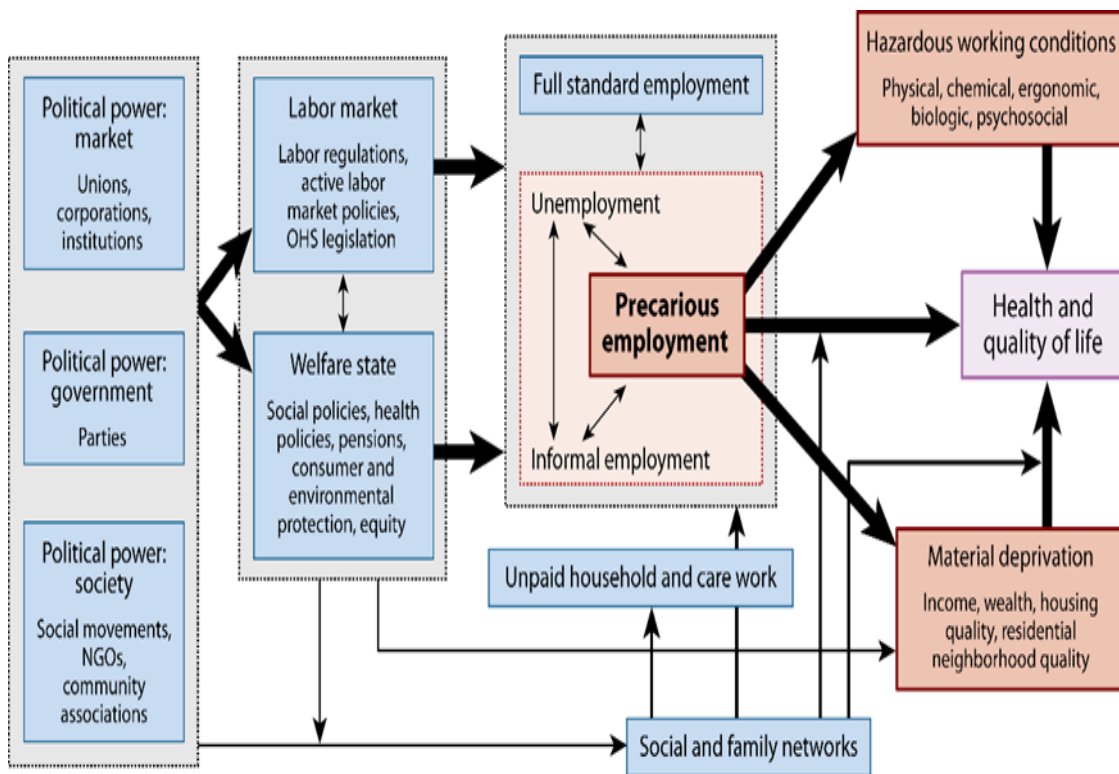 Political power:
market
Unions,
corporations,
institutions
Political power:
government
Parties
Political power:
society
Social movements,
NGOs,
community
associations
Labor market
Labor regulations,
active labor
market policies,
OHS legislation
Welfare state
Social policies, health
policies, pensions,
consumer and
environmental
protection, equity
Full standard employment
Unemployment
Precarious
employment
Informal employment
Unpaid household and care work
Social and family networks
Hazardous working conditions
Physical, chemical, ergonomic,
biologic, psychosocial
Health and
quality of life
Material deprivation
Income, wealth, housing
quality, residential
neighborhood quality